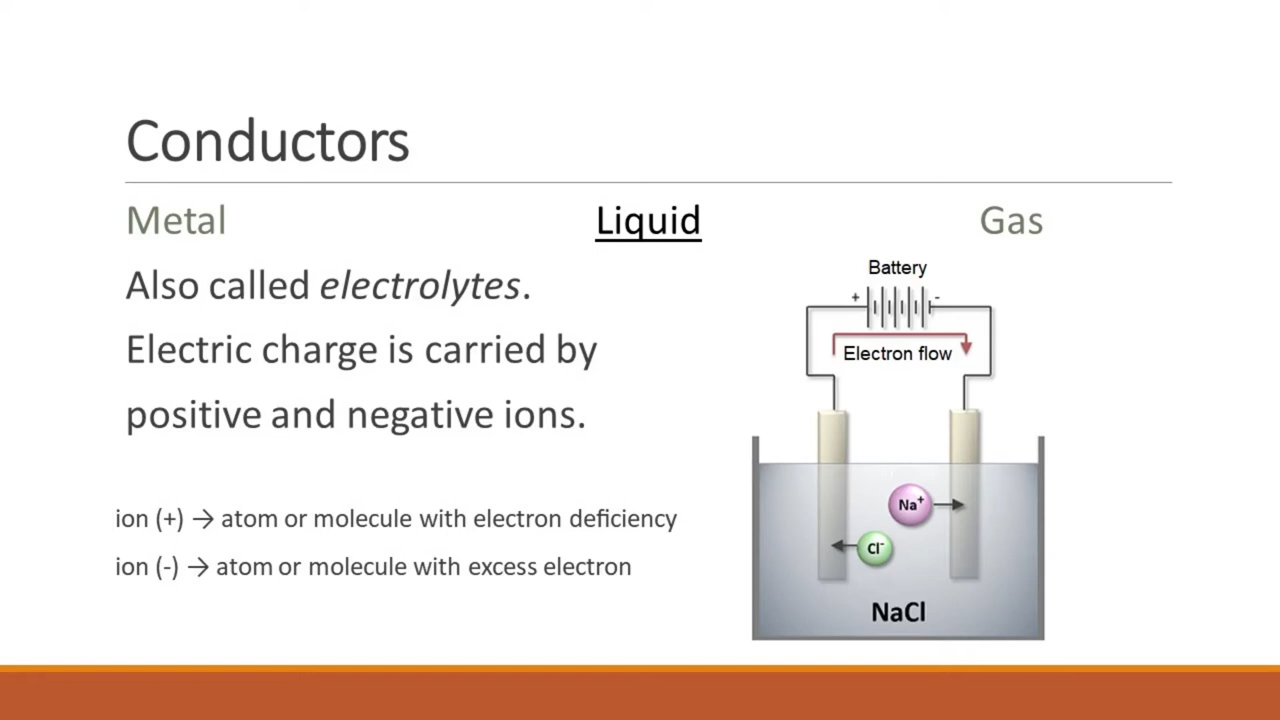 Conductors
Metal Liquid Gas
Also called electrolytes.
Electric charge is carried by
positive and negative ions.
ion (+) → atom or molecule with electron deficiency
ion (-) → atom or molecule with excess electron
Battery
+ -
Electron flow
Na⁺
Cl⁻
NaCl